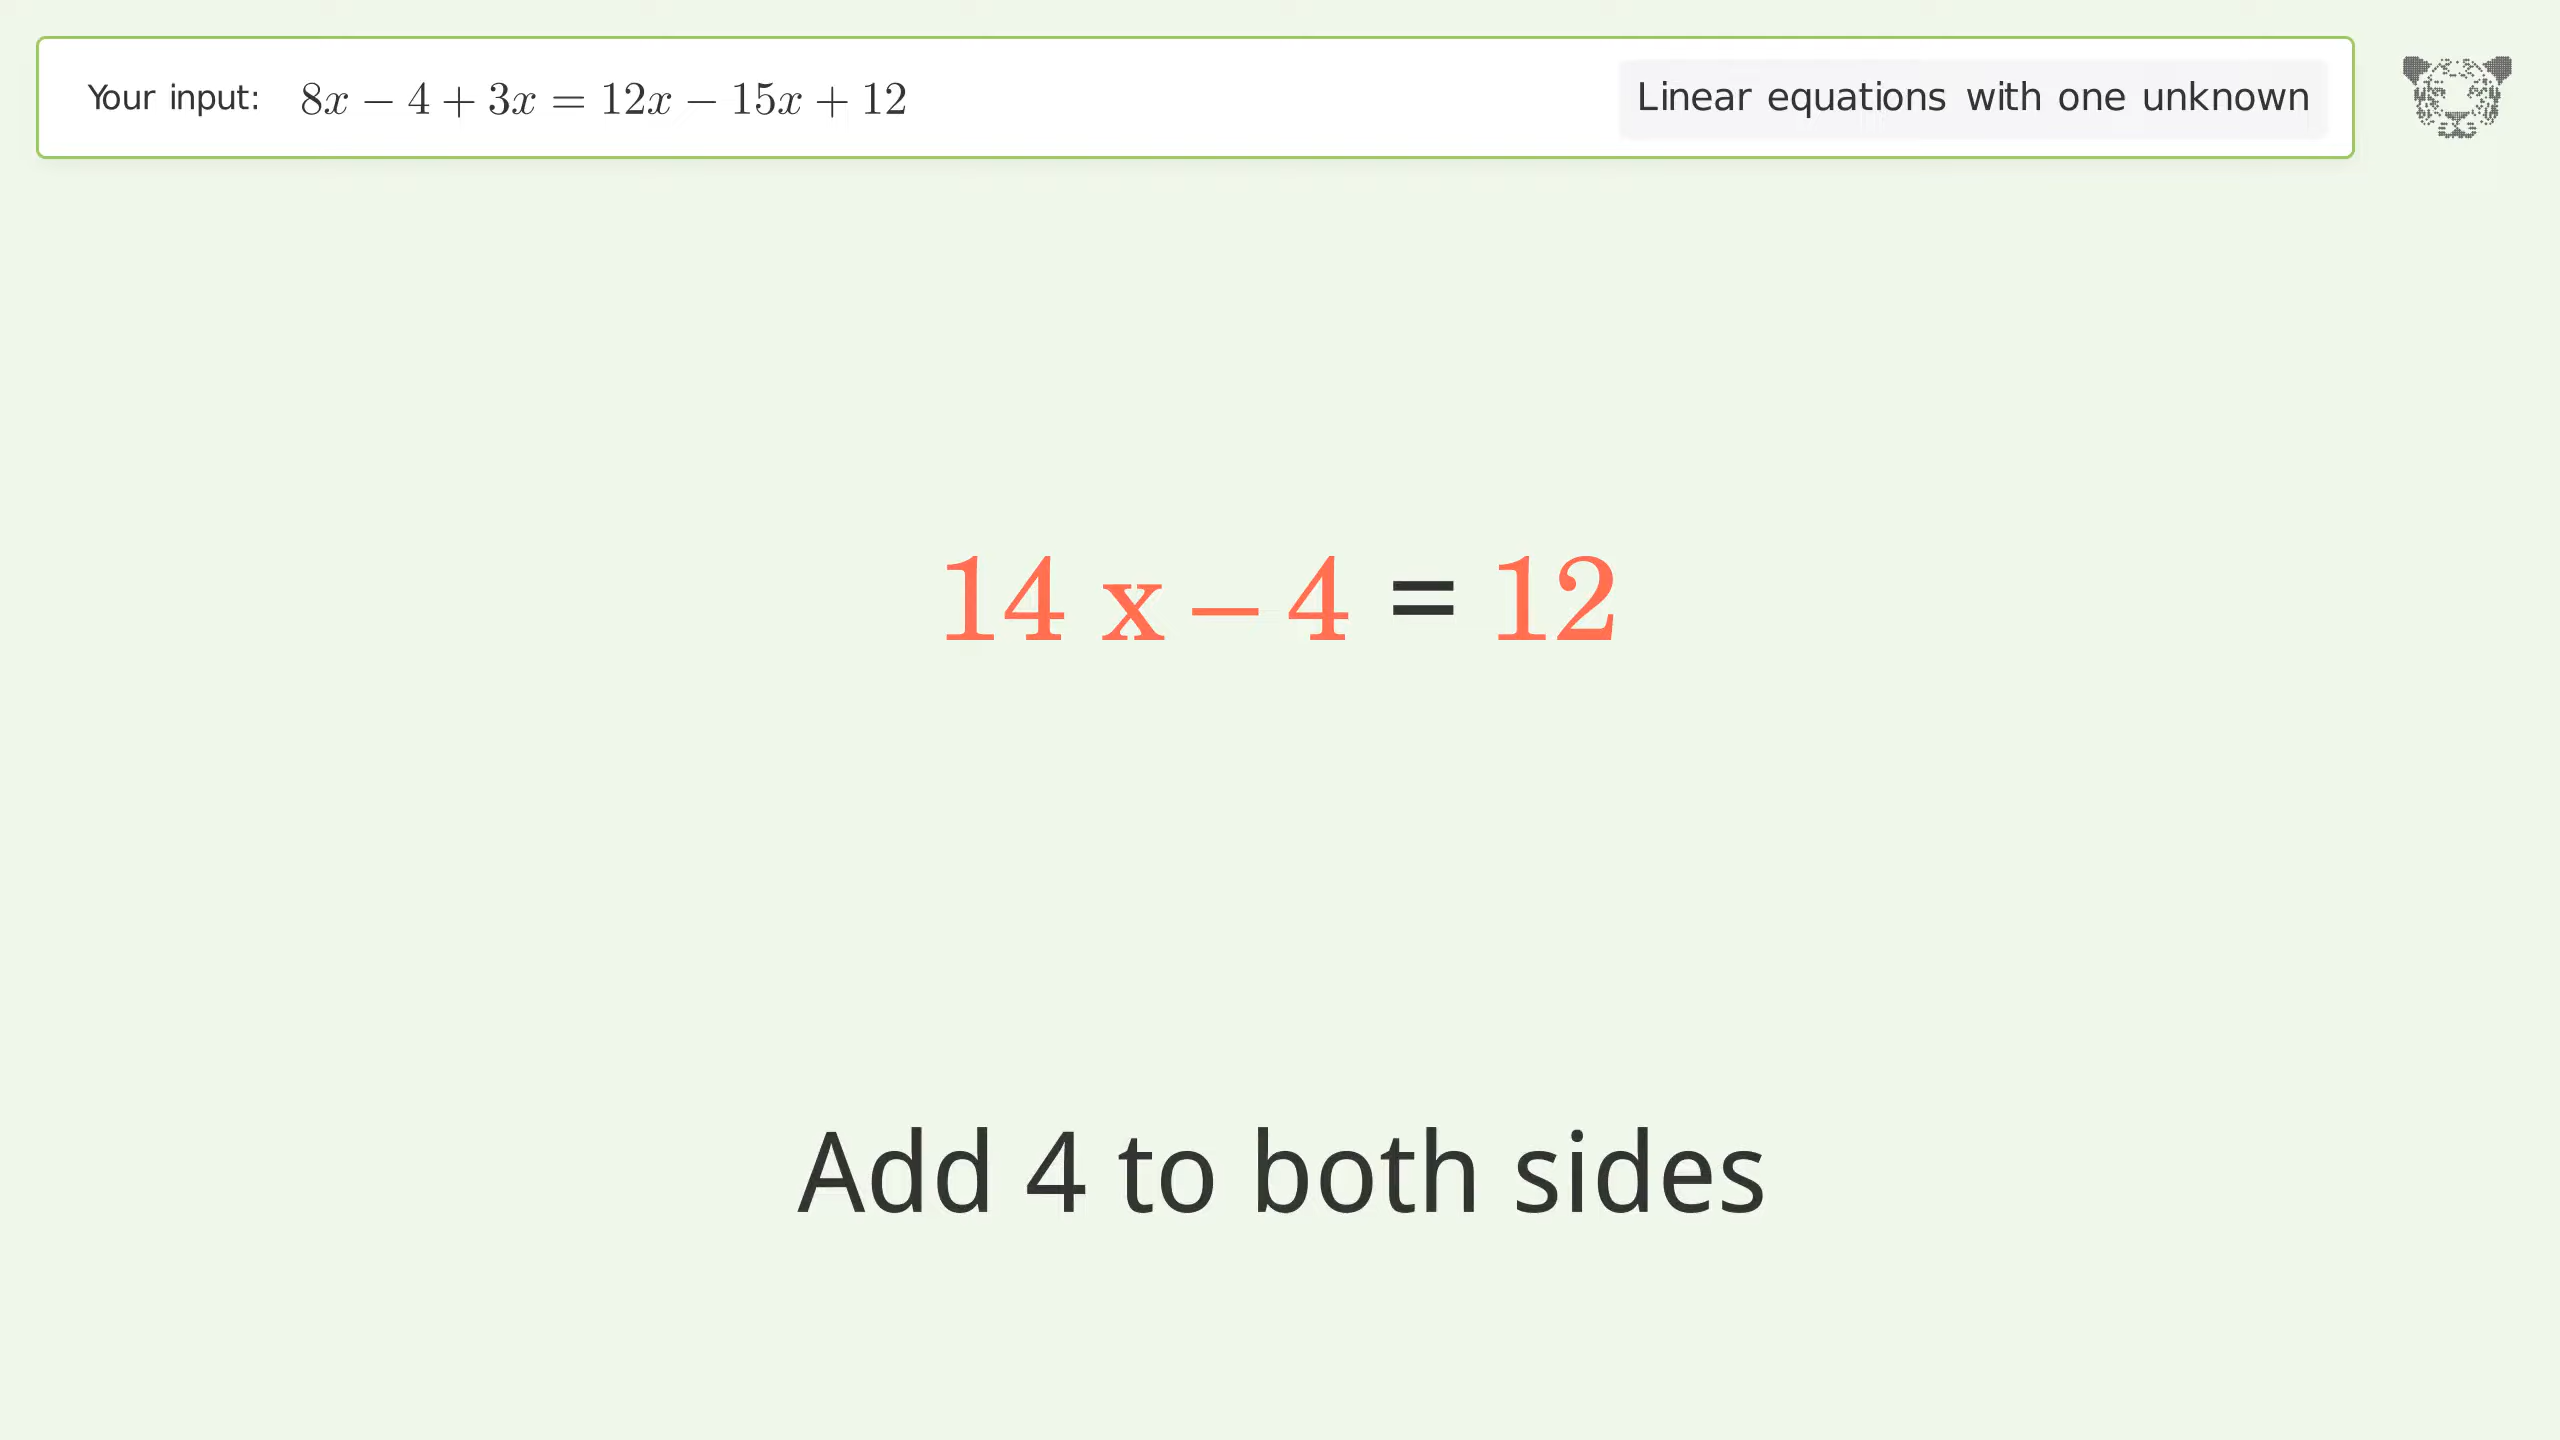 Your input: 8x − 4 + 3x = 12x − 15x + 12
Linear equations with one unknown
14 x − 4 = 12
Add 4 to both sides